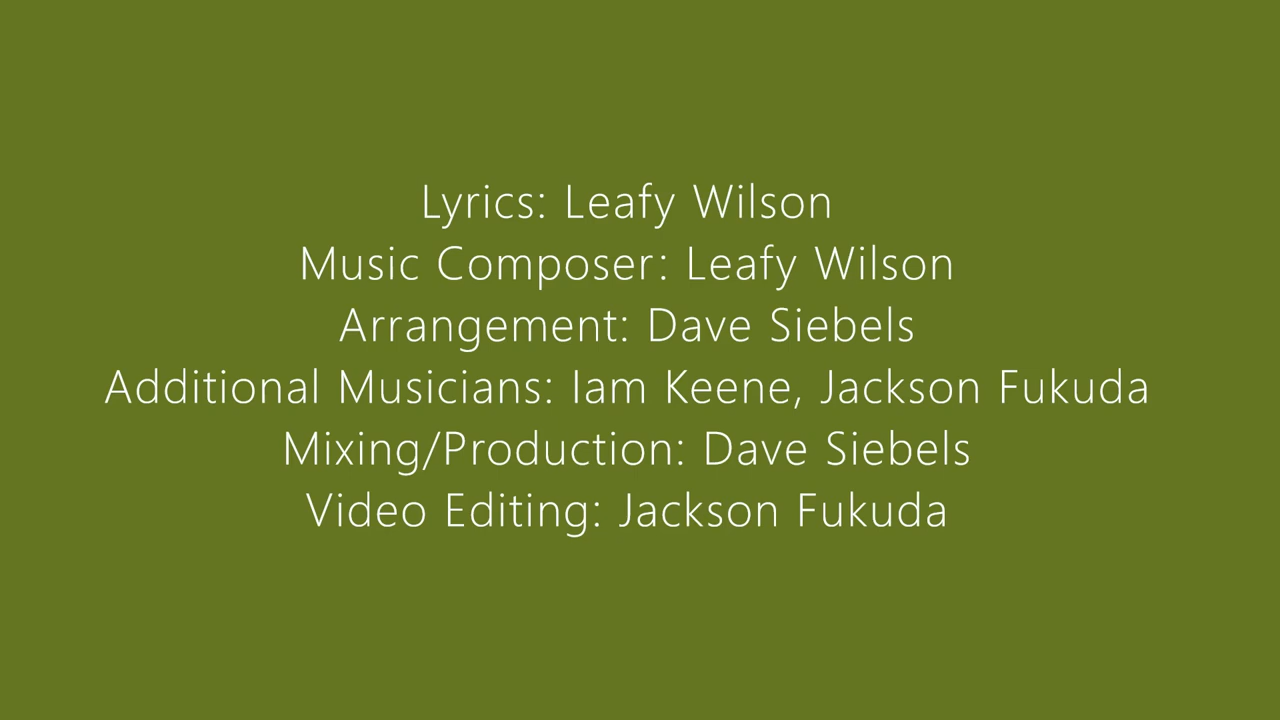 Lyrics: Leafy Wilson
Music Composer: Leafy Wilson
Arrangement: Dave Siebels
Additional Musicians: Iam Keene, Jackson Fukuda
Mixing/Production: Dave Siebels
Video Editing: Jackson Fukuda